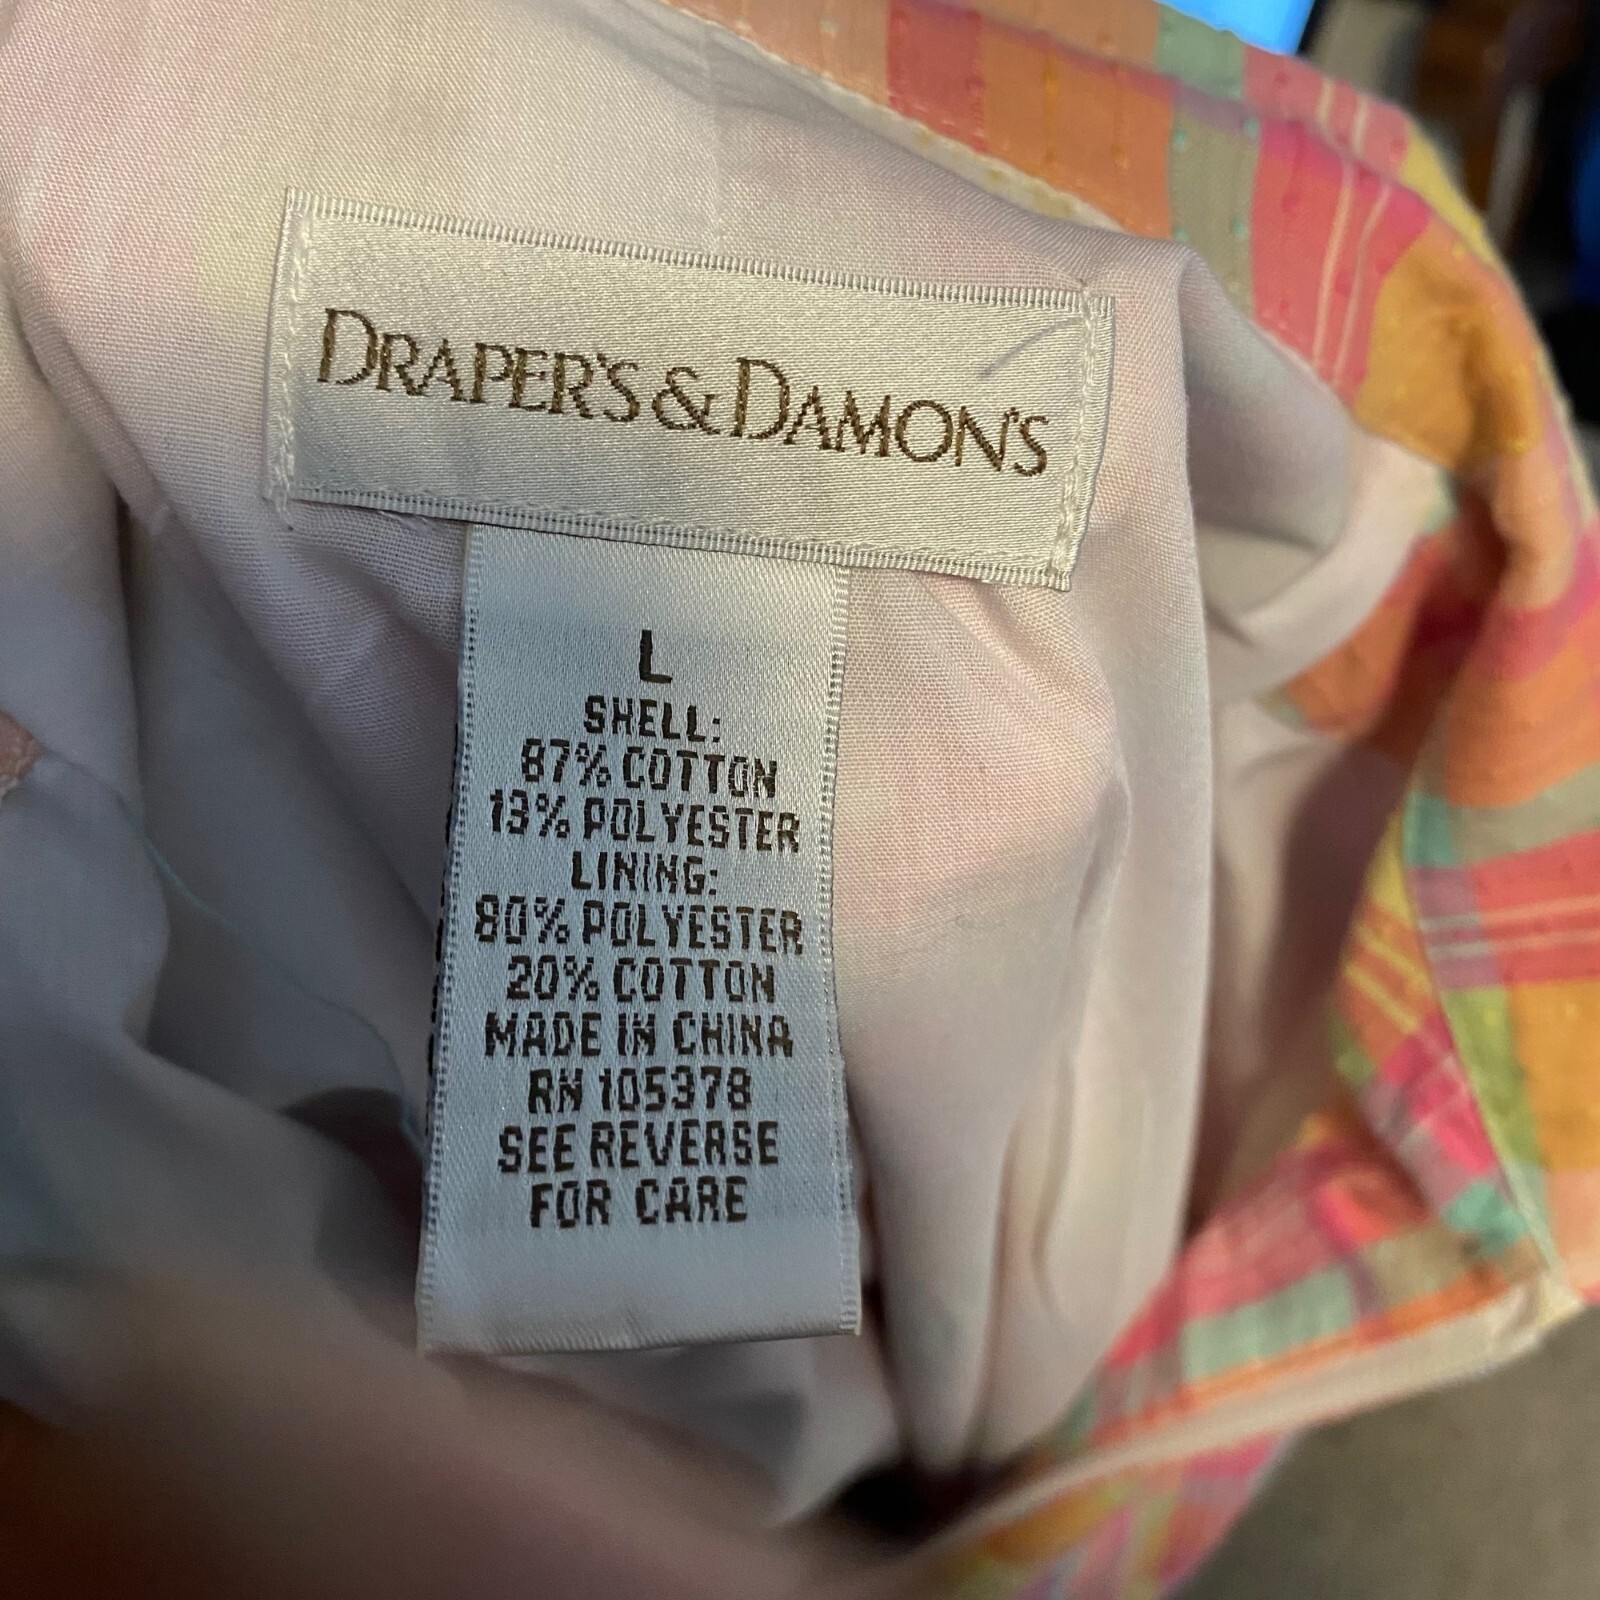 DRAPER'S & DAMON'S
L
SHELL:
87% COTTON
13% POLYESTER
LINING:
80% POLYESTER
20% COTTON
MADE IN CHINA
RN 105378
SEE REVERSE
FOR CARE